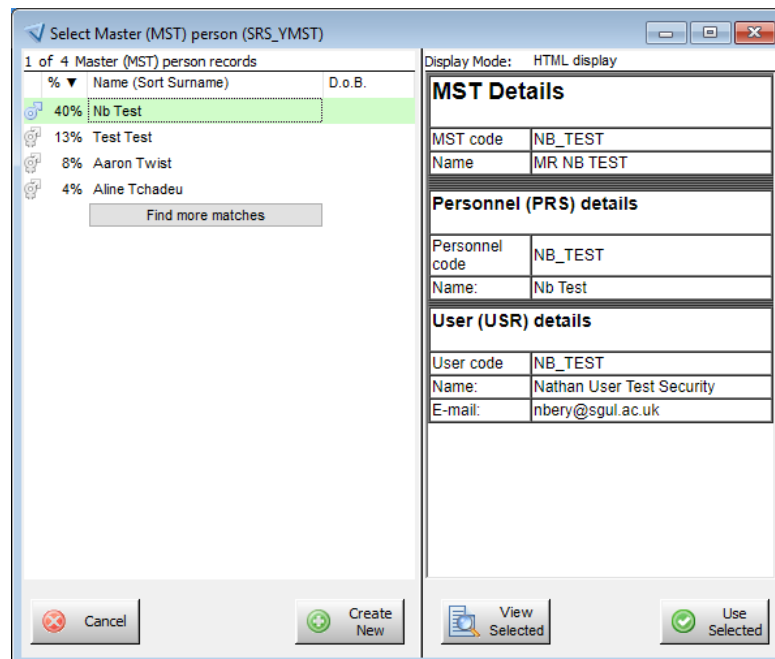 Select Master (MST) person (SRS_YMST)
1 of 4 Master (MST) person records
% ▼ Name (Sort Surname) D.o.B.
40% Nb Test
13% Test Test
8% Aaron Twist
4% Aline Tchadeu
Find more matches
Cancel
Create New
Display Mode: HTML display
MST Details
MST code NB_TEST
Name MR NB TEST
Personnel (PRS) details
Personnel code NB_TEST
Name: Nb Test
User (USR) details
User code NB_TEST
Name: Nathan User Test Security
E-mail: nbery@sgul.ac.uk
View Selected
Use Selected